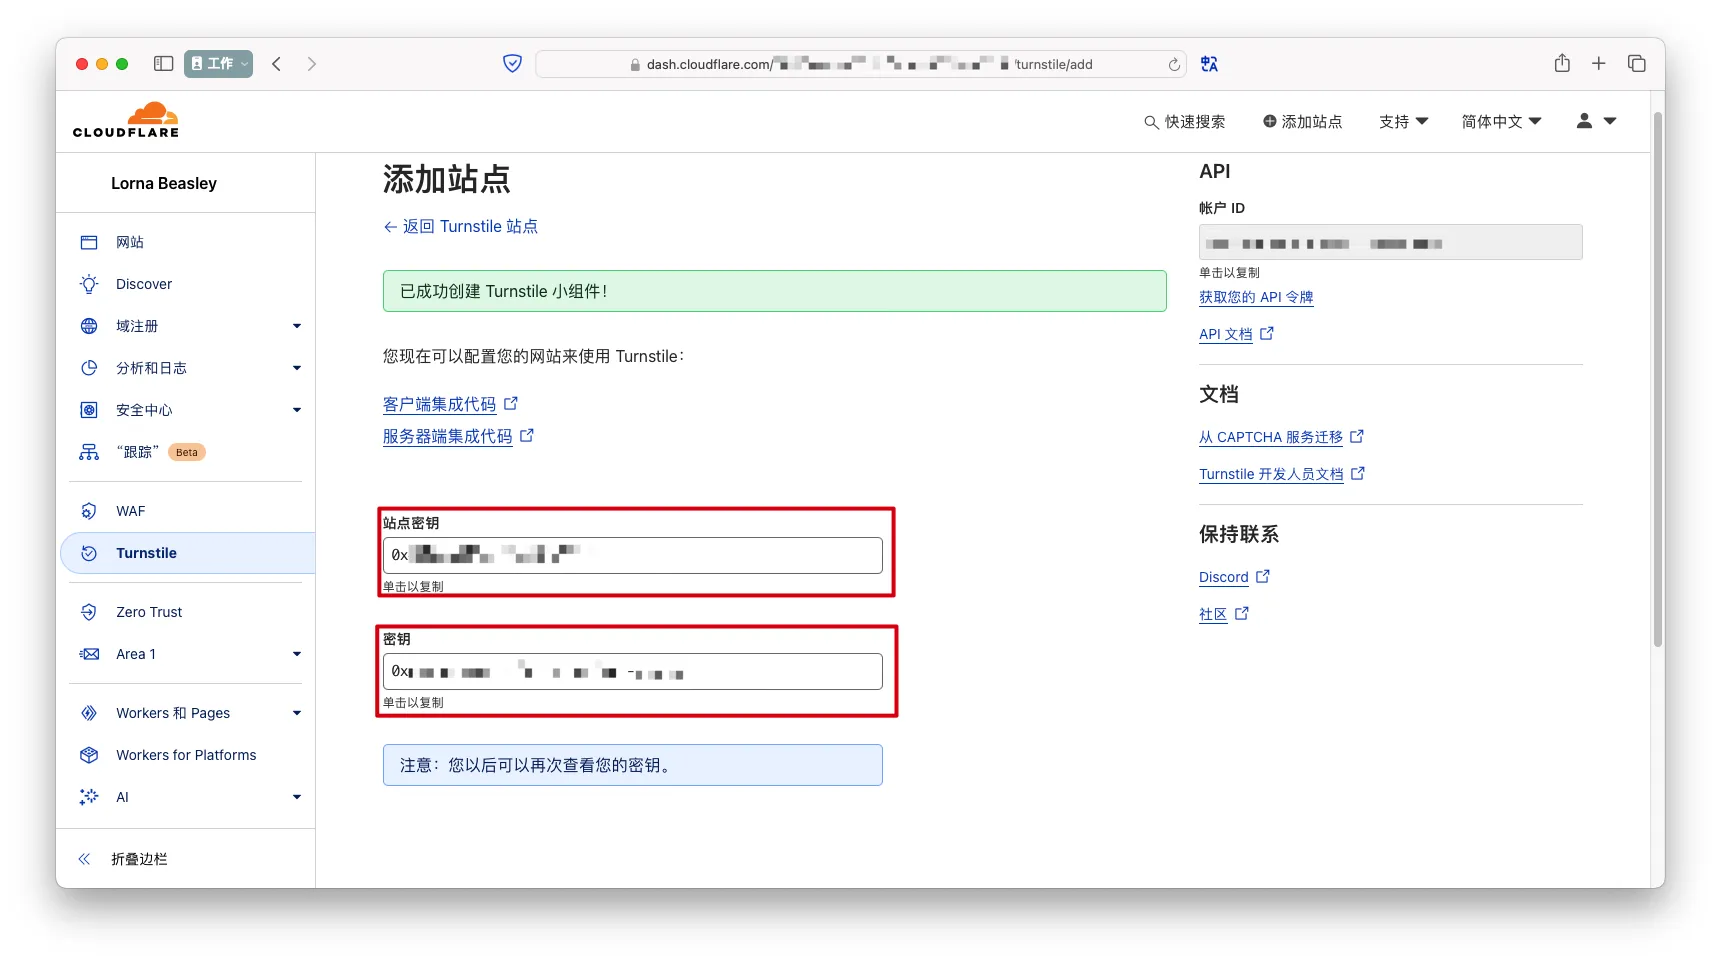 工作
dash.cloudflare.com/
/turnstile/add
CLOUDFLARE
快速搜索
添加站点
支持
简体中文
Lorna Beasley
网站
Discover
域注册
分析和日志
安全中心
“跟踪” Beta
WAF
Turnstile
Zero Trust
Area 1
Workers 和 Pages
Workers for Platforms
AI
折叠边栏
添加站点
← 返回 Turnstile 站点
已成功创建 Turnstile 小组件！
您现在可以配置您的网站来使用 Turnstile：
客户端集成代码
服务器端集成代码
站点密钥
0x
单击以复制
密钥
0x
单击以复制
注意：您以后可以再次查看您的密钥。
API
帐户 ID
单击以复制
获取您的 API 令牌
API 文档
文档
从 CAPTCHA 服务迁移
Turnstile 开发人员文档
保持联系
Discord
社区